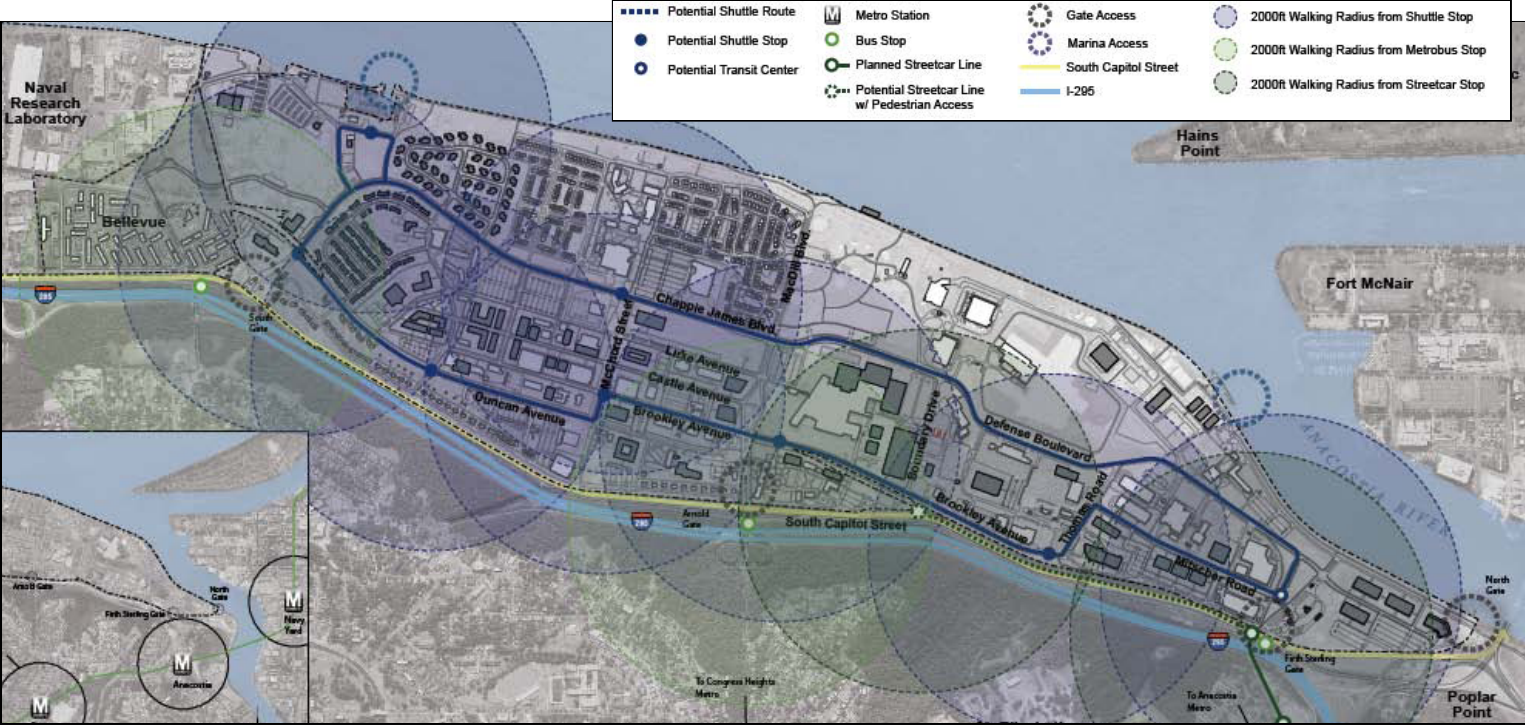 Potential Shuttle Route
Potential Shuttle Stop
Potential Transit Center
M Metro Station
Bus Stop
Planned Streetcar Line
Potential Streetcar Line
w/ Pedestrian Access
Gate Access
Marina Access
South Capitol Street
I-295
2000ft Walking Radius from Shuttle Stop
2000ft Walking Radius from Metrobus Stop
2000ft Walking Radius from Streetcar Stop
Naval
Research
Laboratory
Hains
Point
Bellevue
Fort McNair
MacDill Blvd.
Chappie James Blvd.
McChord Street
Luke Avenue
Castle Avenue
Duncan Avenue
Brookley Avenue
Boundary Drive
Defense Boulevard
Thomas Road
Brookley Avenue
Mitscher Road
South Capitol Street
ANACOSTIA RIVER
295
South
Gate
295
Arnold
Gate
295
Firth Sterling
Gate
North
Gate
Poplar
Point
To Congress Heights
Metro
To Anacostia
Metro
Arnold Gate
North
Gate
Firth Sterling Gate
M
Navy
Yard
M
Anacostia
M